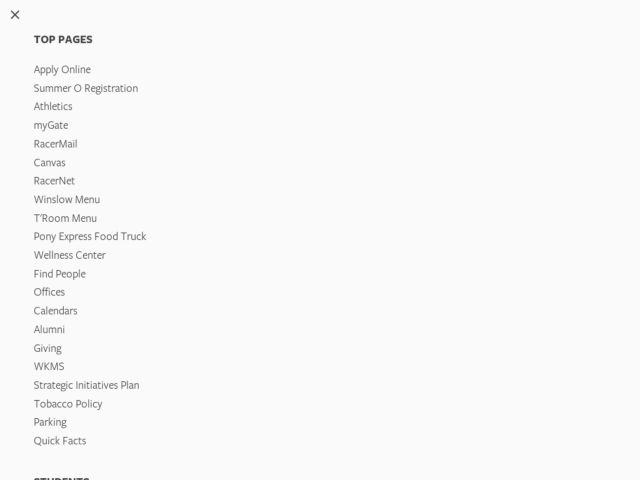 TOP PAGES
Apply Online
Summer O Registration
Athletics
myGate
RacerMail
Canvas
RacerNet
Winslow Menu
T'Room Menu
Pony Express Food Truck
Wellness Center
Find People
Offices
Calendars
Alumni
Giving
WKMS
Strategic Initiatives Plan
Tobacco Policy
Parking
Quick Facts
STUDENTS